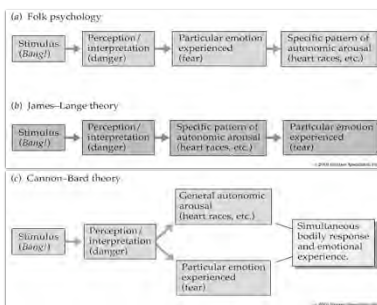 (a) Folk psychology
Stimulus
(Bang!)
Perception/
interpretation
(danger)
Particular emotion
experienced
(fear)
Specific pattern of
autonomic arousal
(heart races, etc.)
(b) James–Lange theory
Stimulus
(Bang!)
Perception/
interpretation
(danger)
Specific pattern of
autonomic arousal
(heart races, etc.)
Particular emotion
experienced
(fear)
(c) Cannon–Bard theory
Stimulus
(Bang!)
Perception/
interpretation
(danger)
General autonomic
arousal
(heart races, etc.)
Particular emotion
experienced
(fear)
Simultaneous
bodily response
and emotional
experience.